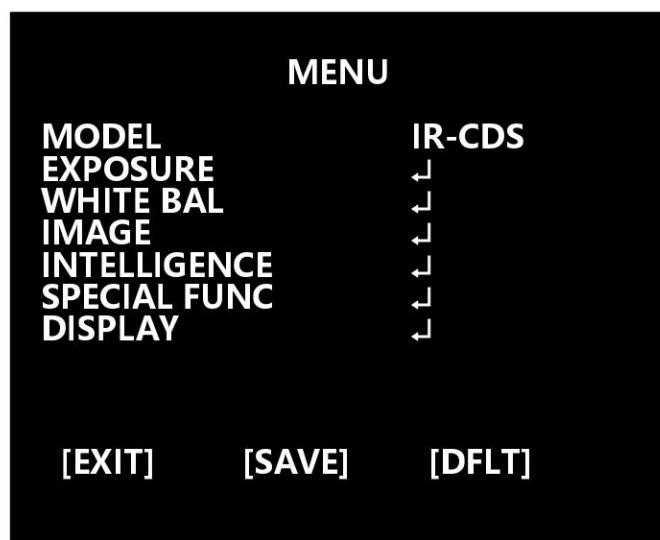 MENU
MODEL IR-CDS
EXPOSURE ↵
WHITE BAL ↵
IMAGE ↵
INTELLIGENCE ↵
SPECIAL FUNC ↵
DISPLAY ↵
[EXIT] [SAVE] [DFLT]